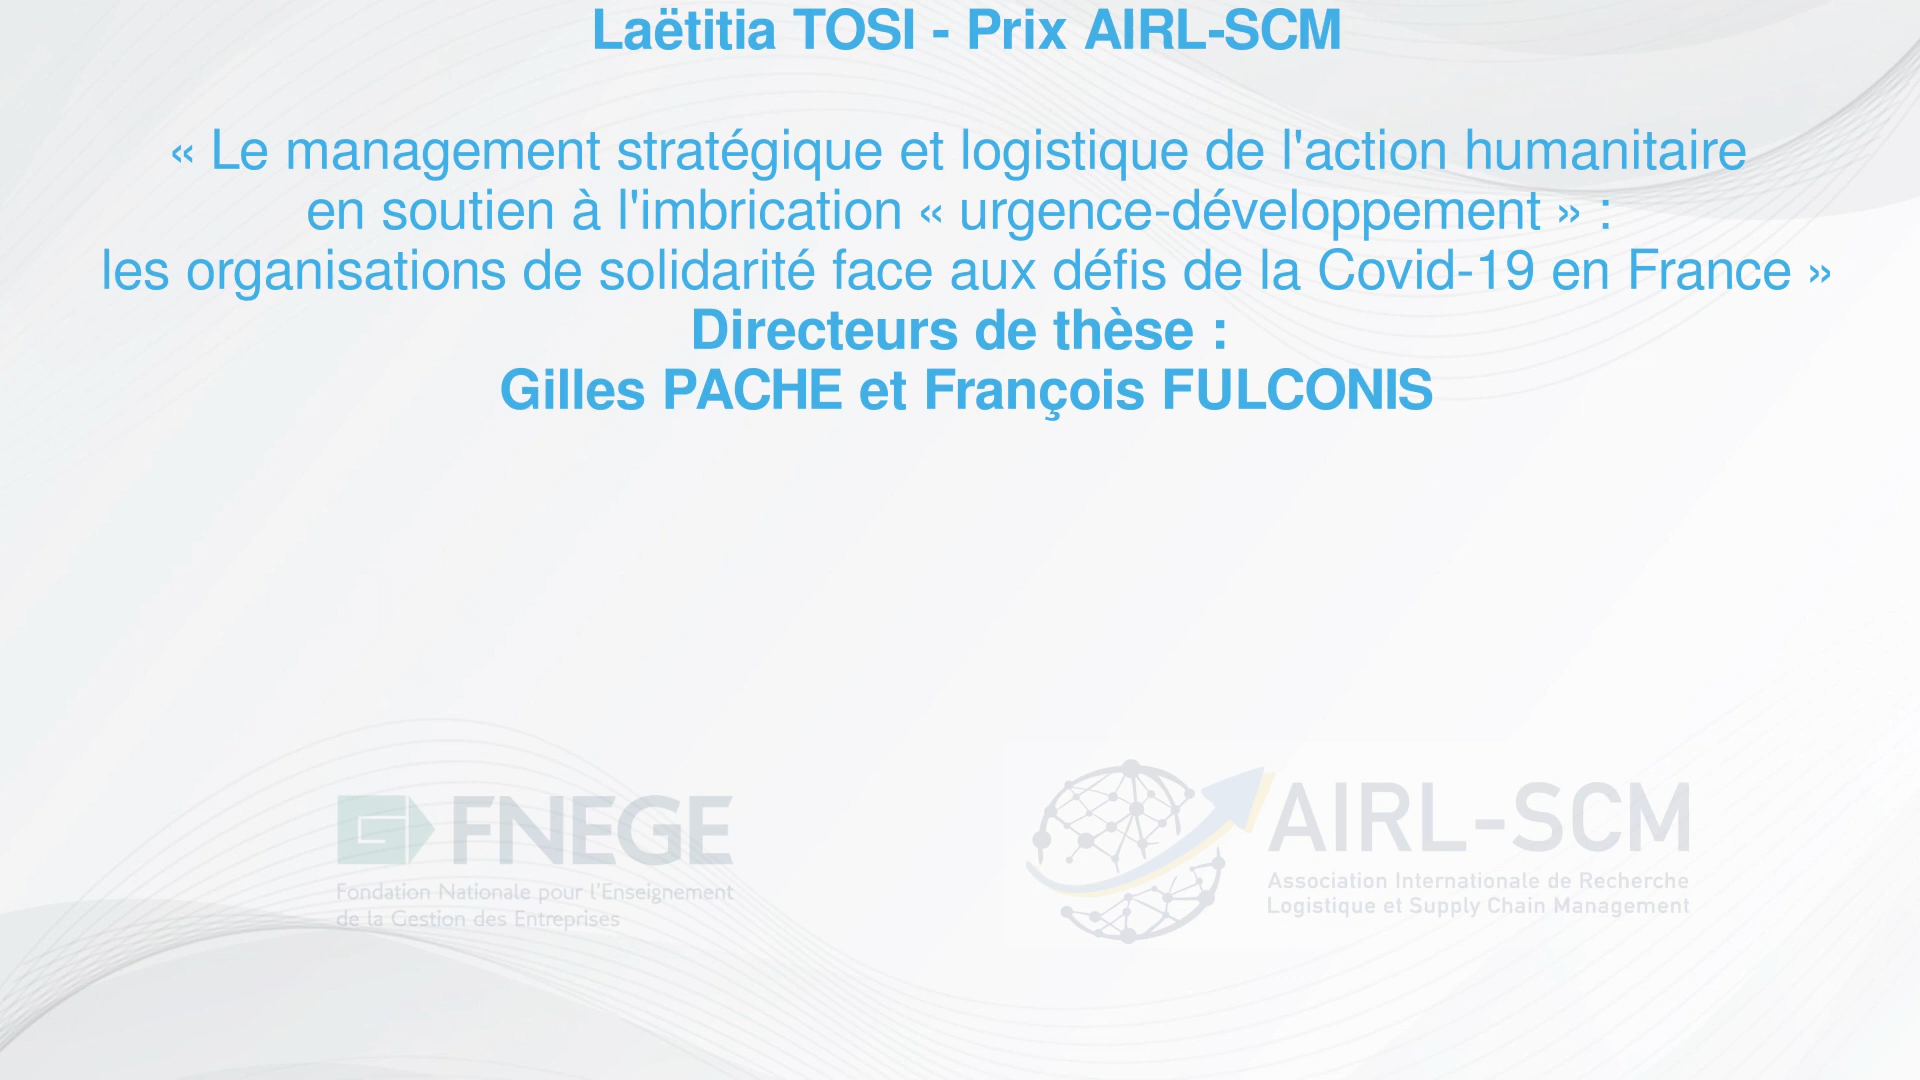 Laëtitia TOSI - Prix AIRL-SCM
« Le management stratégique et logistique de l'action humanitaire
en soutien à l'imbrication « urgence-développement » :
les organisations de solidarité face aux défis de la Covid-19 en France »
Directeurs de thèse :
Gilles PACHE et François FULCONIS
FNEGE
Fondation Nationale pour l'Enseignement
de la Gestion des Entreprises
AIRL-SCM
Association Internationale de Recherche
Logistique et Supply Chain Management